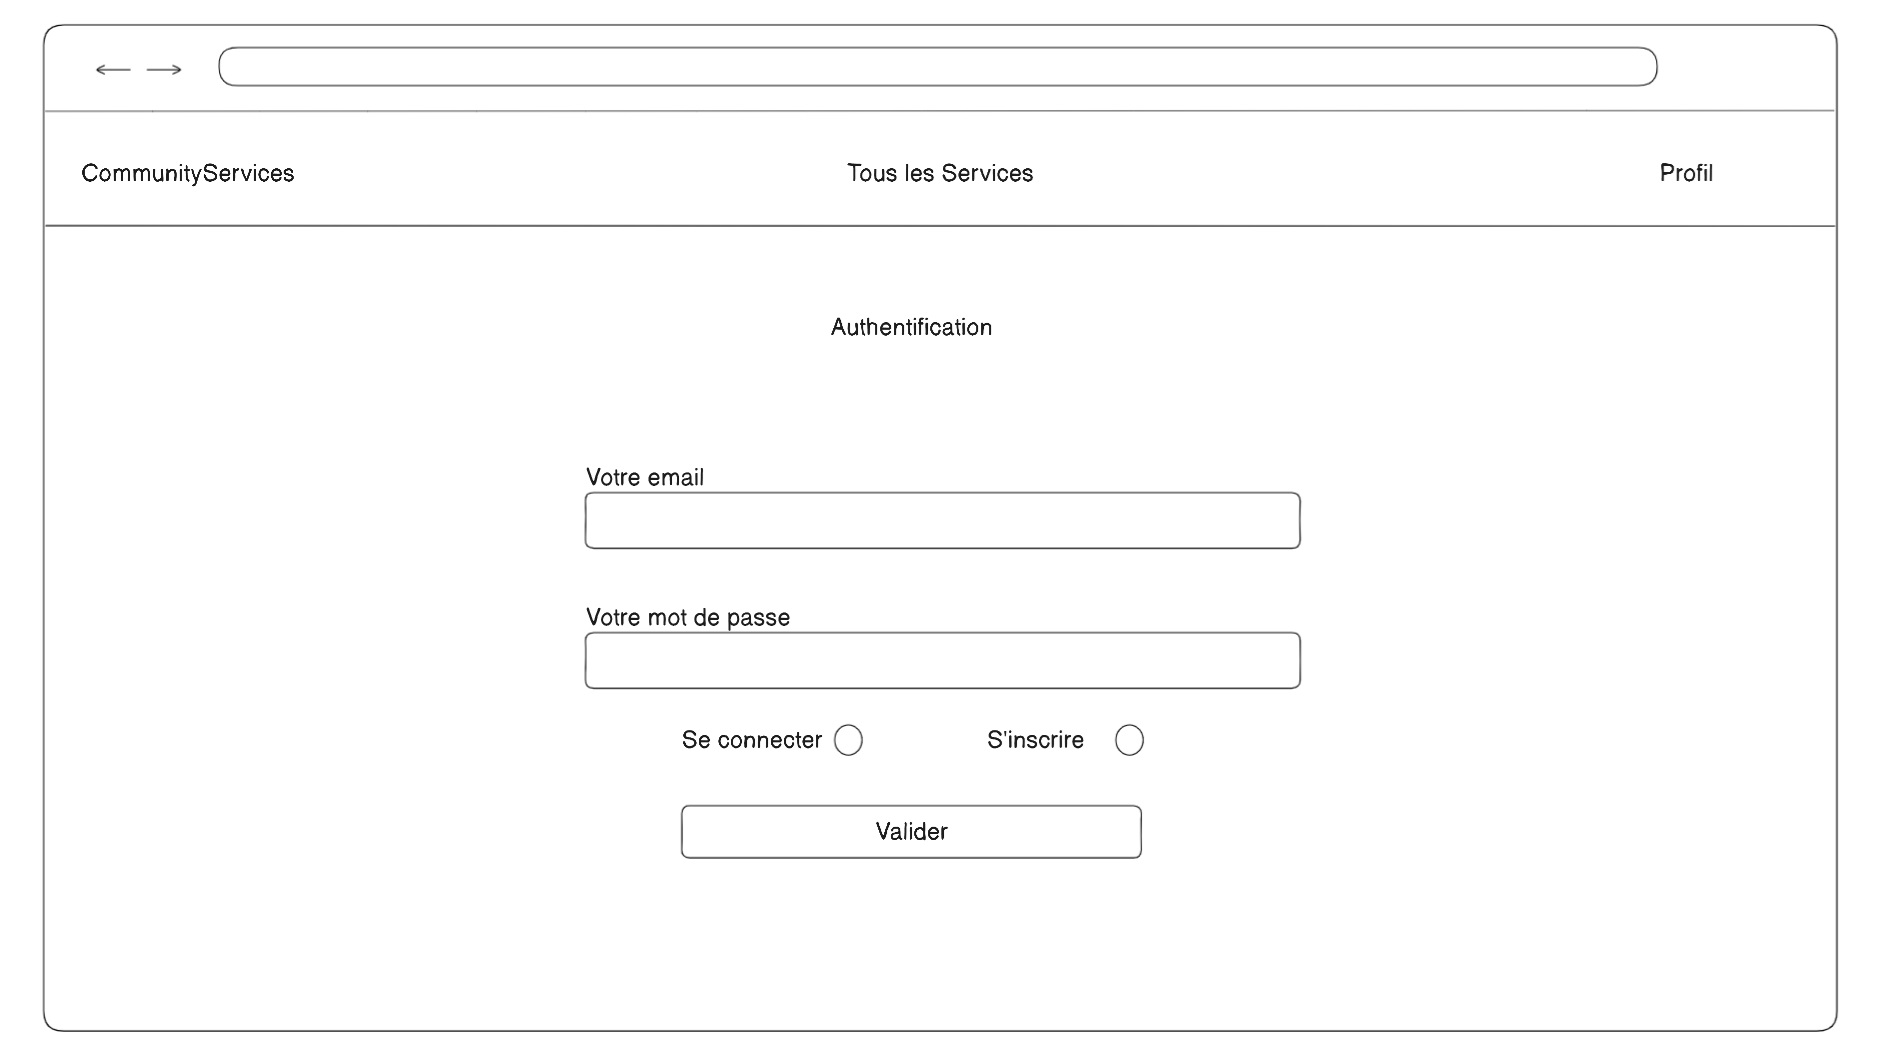 CommunityServices
Tous les Services
Profil
Authentification
Votre email
Votre mot de passe
Se connecter
S'inscrire
Valider